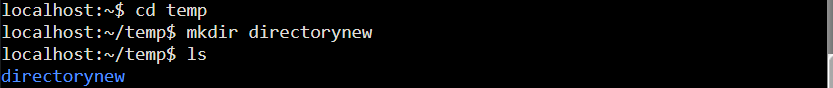 localhost:~$ cd temp
localhost:~/temp$ mkdir directorynew
localhost:~/temp$ ls
directorynew